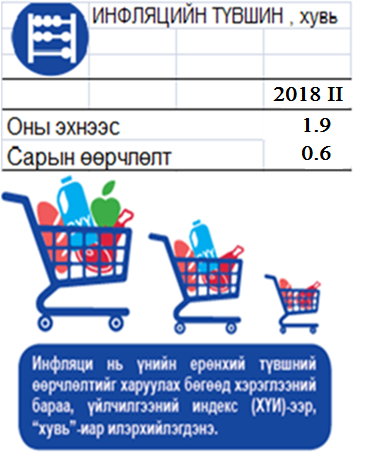 ИНФЛЯЦИЙН ТҮВШИН , хувь
2018 II
Оны эхнээс 1.9
Сарын өөрчлөлт 0.6
Инфляци нь үнийн ерөнхий түвшний
өөрчлөлтийг харуулах бөгөөд хэрэглээний
бараа, үйлчилгээний индекс (ХҮИ)-ээр,
“хувь”-иар илэрхийлэгдэнэ.